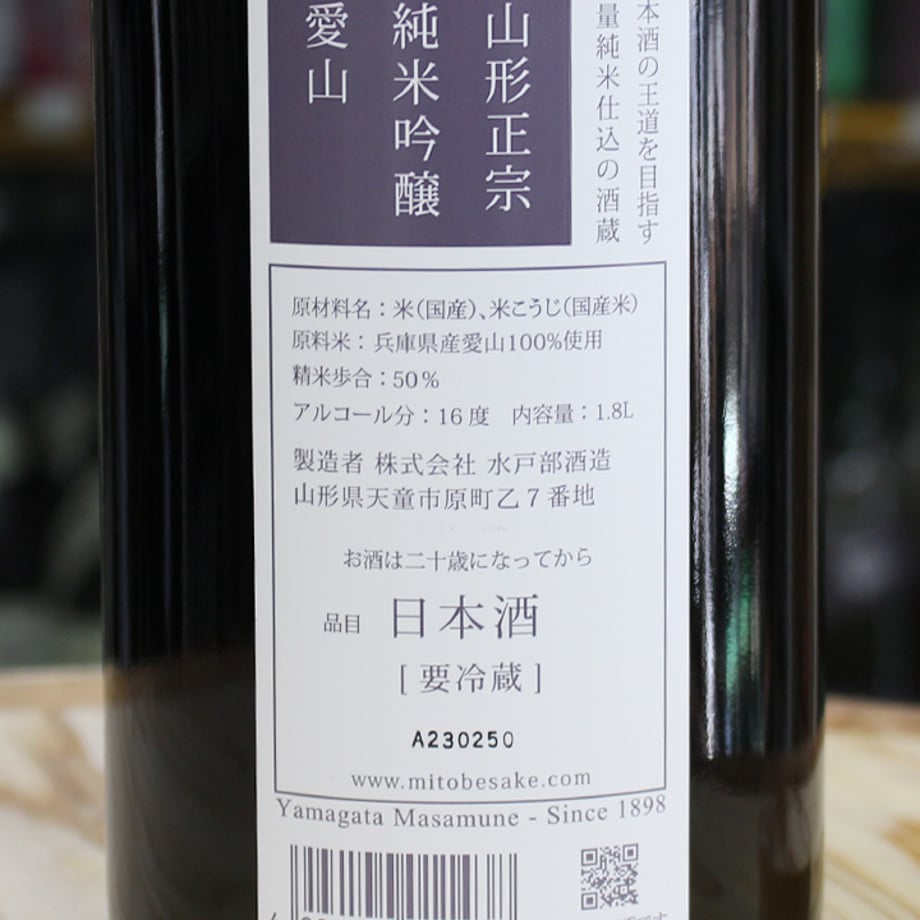 本酒の王道を目指す
量純米仕込の酒蔵
山形正宗
純米吟醸
愛山
原材料名：米（国産）、米こうじ（国産米）
原料米：兵庫県産愛山100％使用
精米歩合：50％
アルコール分：16度　内容量：1.8L
製造者 株式会社 水戸部酒造
山形県天童市原町乙7番地
お酒は二十歳になってから
品目 日本酒
[要冷蔵]
A230250
www.mitobesake.com
Yamagata Masamune - Since 1898